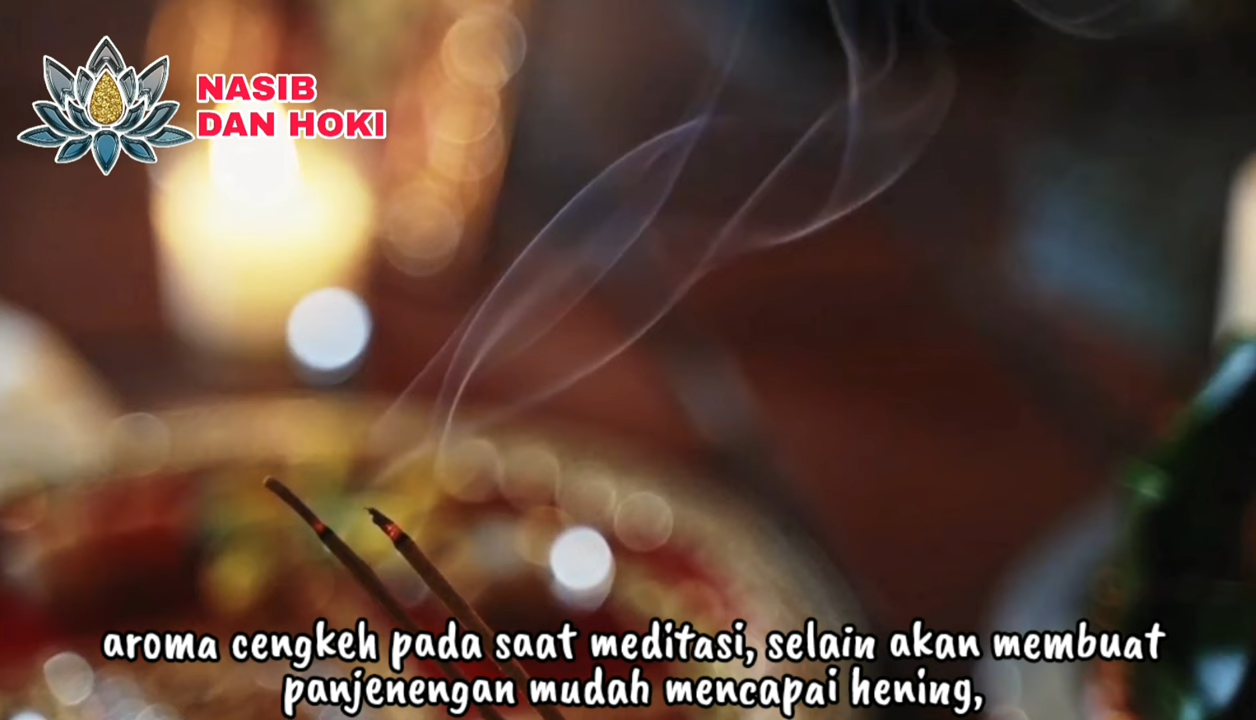 NASIB
DAN HOKI
aroma cengkeh pada saat meditasi, selain akan membuat
panjenengan mudah mencapai hening,